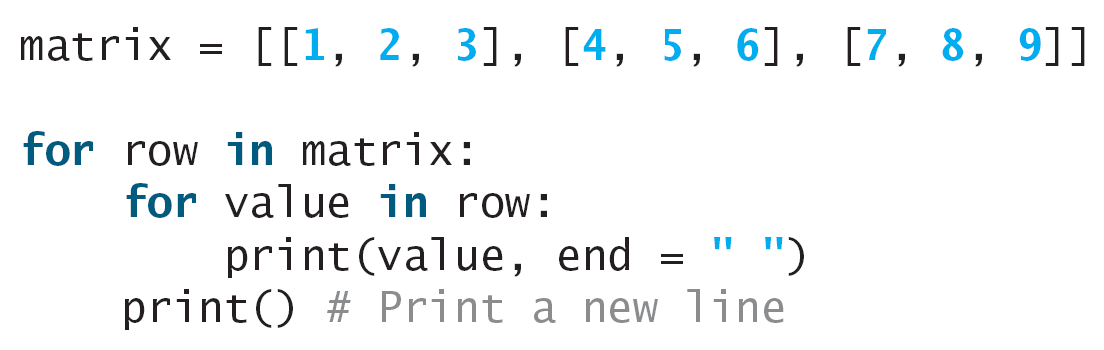 matrix = [[1, 2, 3], [4, 5, 6], [7, 8, 9]]
for row in matrix:
    for value in row:
        print(value, end = " ")
    print() # Print a new line